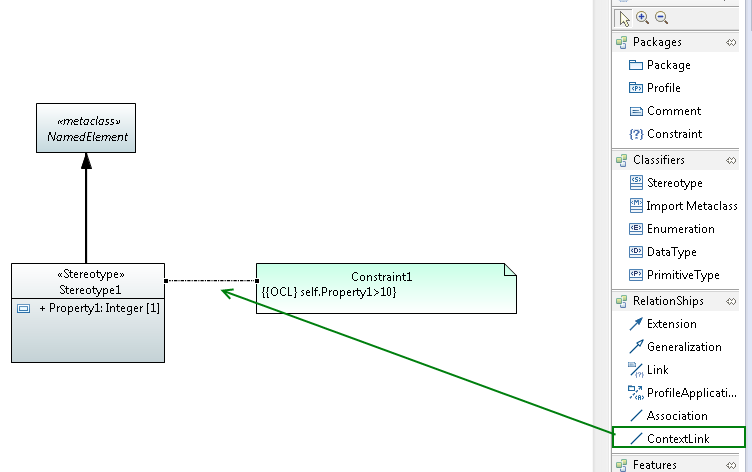 «metaclass»
NamedElement
«Stereotype»
Stereotype1
+ Property1: Integer [1]
Constraint1
{{OCL} self.Property1>10}
Packages
Package
Profile
Comment
{?} Constraint
Classifiers
Stereotype
Import Metaclass
Enumeration
DataType
PrimitiveType
RelationShips
Extension
Generalization
Link
ProfileApplicati...
Association
ContextLink
Features